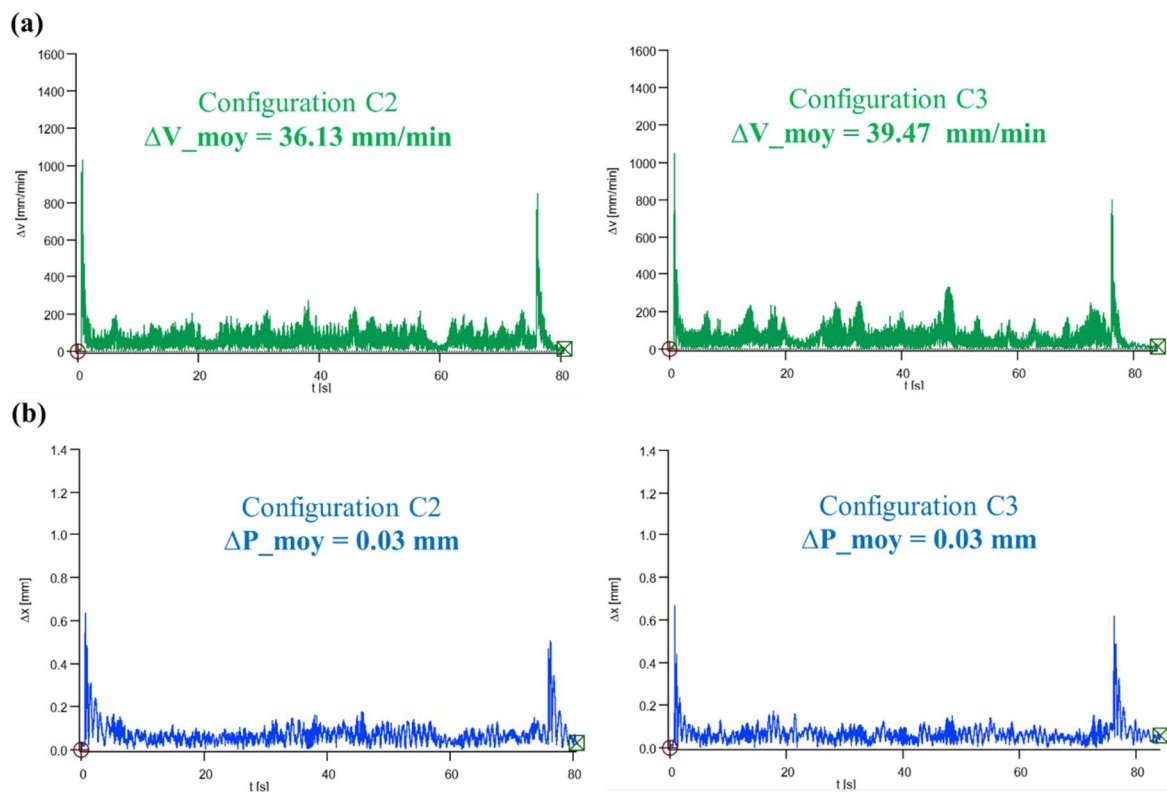 (a)
1600
1400
1200
1000
800
600
400
200
0
Δv [mm/min]
Configuration C2
ΔV_moy = 36.13 mm/min
0 20 40 60 80
t [s]
1600
1400
1200
1000
800
600
400
200
0
Δv [mm/min]
Configuration C3
ΔV_moy = 39.47 mm/min
0 20 40 60 80
t [s]
(b)
1.4
1.2
1.0
0.8
0.6
0.4
0.2
0.0
Δx [mm]
Configuration C2
ΔP_moy = 0.03 mm
0 20 40 60 80
t [s]
1.4
1.2
1.0
0.8
0.6
0.4
0.2
0.0
Δx [mm]
Configuration C3
ΔP_moy = 0.03 mm
0 20 40 60 80
t [s]